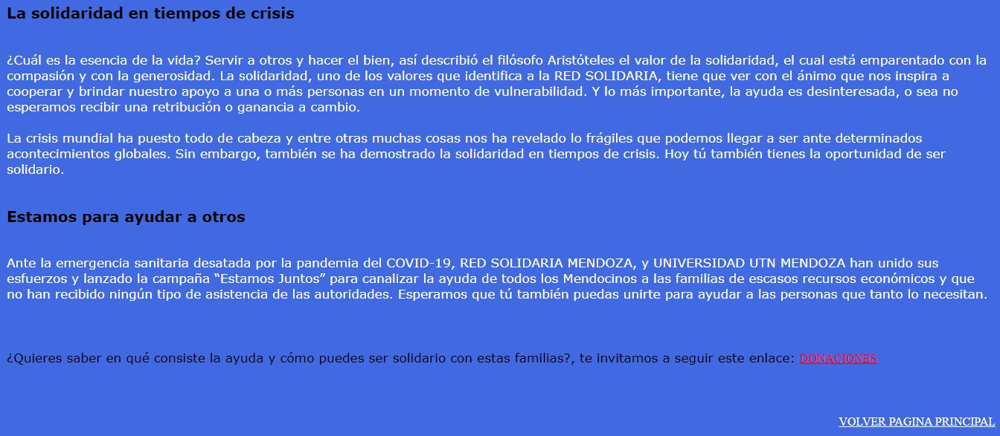 La solidaridad en tiempos de crisis
¿Cuál es la esencia de la vida? Servir a otros y hacer el bien, así describió el filósofo Aristóteles el valor de la solidaridad, el cual está emparentado con la
compasión y con la generosidad. La solidaridad, uno de los valores que identifica a la RED SOLIDARIA, tiene que ver con el ánimo que nos inspira a
cooperar y brindar nuestro apoyo a una o más personas en un momento de vulnerabilidad. Y lo más importante, la ayuda es desinteresada, o sea no
esperamos recibir una retribución o ganancia a cambio.
La crisis mundial ha puesto todo de cabeza y entre otras muchas cosas nos ha revelado lo frágiles que podemos llegar a ser ante determinados
acontecimientos globales. Sin embargo, también se ha demostrado la solidaridad en tiempos de crisis. Hoy tú también tienes la oportunidad de ser
solidario.
Estamos para ayudar a otros
Ante la emergencia sanitaria desatada por la pandemia del COVID-19, RED SOLIDARIA MENDOZA, y UNIVERSIDAD UTN MENDOZA han unido sus
esfuerzos y lanzado la campaña “Estamos Juntos” para canalizar la ayuda de todos los Mendocinos a las familias de escasos recursos económicos y que
no han recibido ningún tipo de asistencia de las autoridades. Esperamos que tú también puedas unirte para ayudar a las personas que tanto lo necesitan.
¿Quieres saber en qué consiste la ayuda y cómo puedes ser solidario con estas familias?, te invitamos a seguir este enlace: DONACIONES
VOLVER PAGINA PRINCIPAL